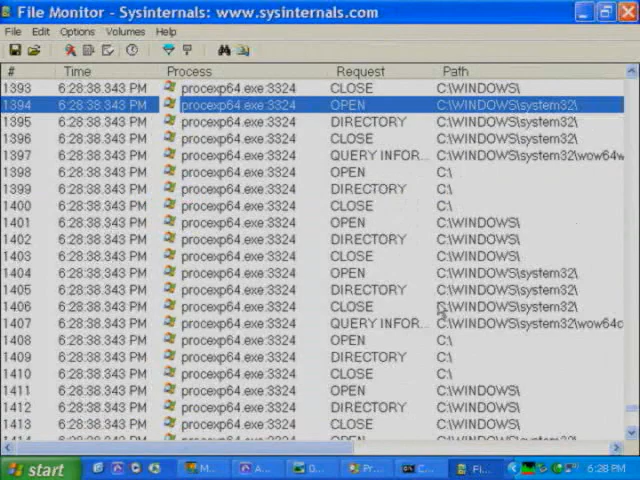 File Monitor - Sysinternals: www.sysinternals.com
File Edit Options Volumes Help
# Time Process Request Path
1393 6:28:38.343 PM procexp64.exe:3324 CLOSE C:\WINDOWS\
1394 6:28:38.343 PM procexp64.exe:3324 OPEN C:\WINDOWS\system32\
1395 6:28:38.343 PM procexp64.exe:3324 DIRECTORY C:\WINDOWS\system32\
1396 6:28:38.343 PM procexp64.exe:3324 CLOSE C:\WINDOWS\system32\
1397 6:28:38.343 PM procexp64.exe:3324 QUERY INFOR... C:\WINDOWS\system32\wow64w
1398 6:28:38.343 PM procexp64.exe:3324 OPEN C:\
1399 6:28:38.343 PM procexp64.exe:3324 DIRECTORY C:\
1400 6:28:38.343 PM procexp64.exe:3324 CLOSE C:\
1401 6:28:38.343 PM procexp64.exe:3324 OPEN C:\WINDOWS\
1402 6:28:38.343 PM procexp64.exe:3324 DIRECTORY C:\WINDOWS\
1403 6:28:38.343 PM procexp64.exe:3324 CLOSE C:\WINDOWS\
1404 6:28:38.343 PM procexp64.exe:3324 OPEN C:\WINDOWS\system32\
1405 6:28:38.343 PM procexp64.exe:3324 DIRECTORY C:\WINDOWS\system32\
1406 6:28:38.343 PM procexp64.exe:3324 CLOSE C:\WINDOWS\system32\
1407 6:28:38.343 PM procexp64.exe:3324 QUERY INFOR... C:\WINDOWS\system32\wow64c
1408 6:28:38.343 PM procexp64.exe:3324 OPEN C:\
1409 6:28:38.343 PM procexp64.exe:3324 DIRECTORY C:\
1410 6:28:38.343 PM procexp64.exe:3324 CLOSE C:\
1411 6:28:38.343 PM procexp64.exe:3324 OPEN C:\WINDOWS\
1412 6:28:38.343 PM procexp64.exe:3324 DIRECTORY C:\WINDOWS\
1413 6:28:38.343 PM procexp64.exe:3324 CLOSE C:\WINDOWS\
start M... A... Pr... C... Fi... 6:28 PM